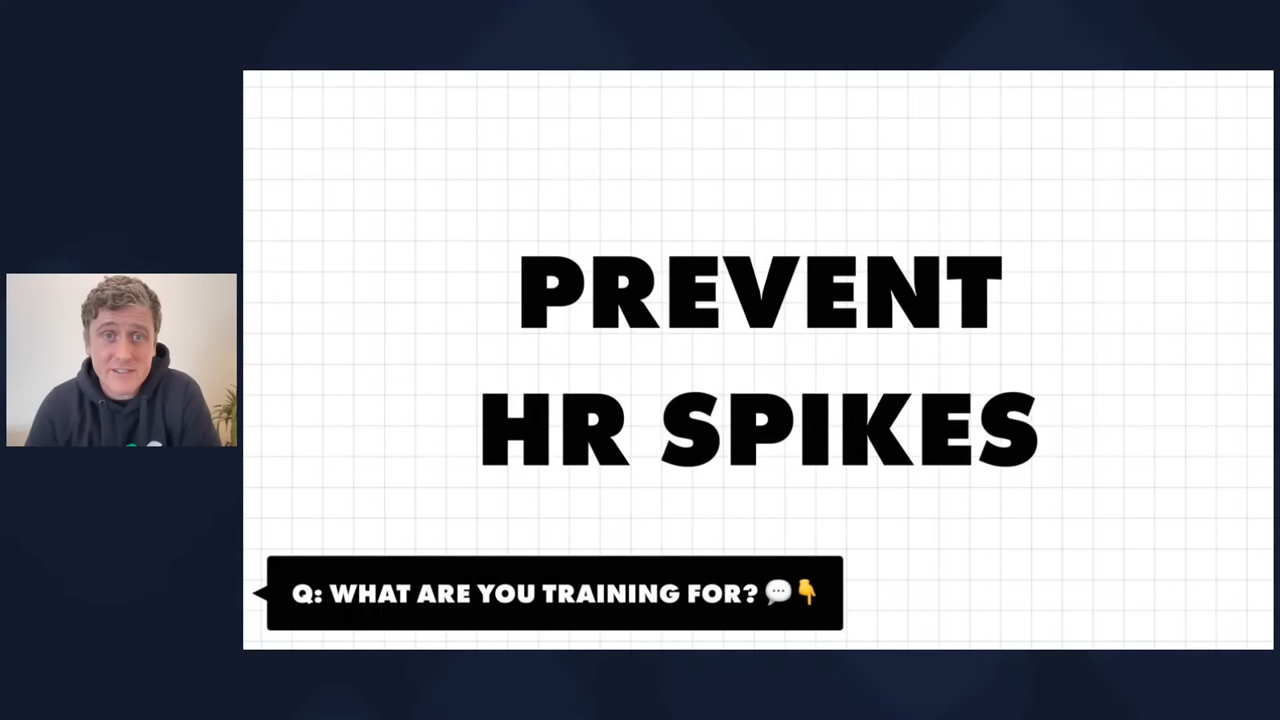 PREVENT
HR SPIKES
Q: WHAT ARE YOU TRAINING FOR? 💬👇